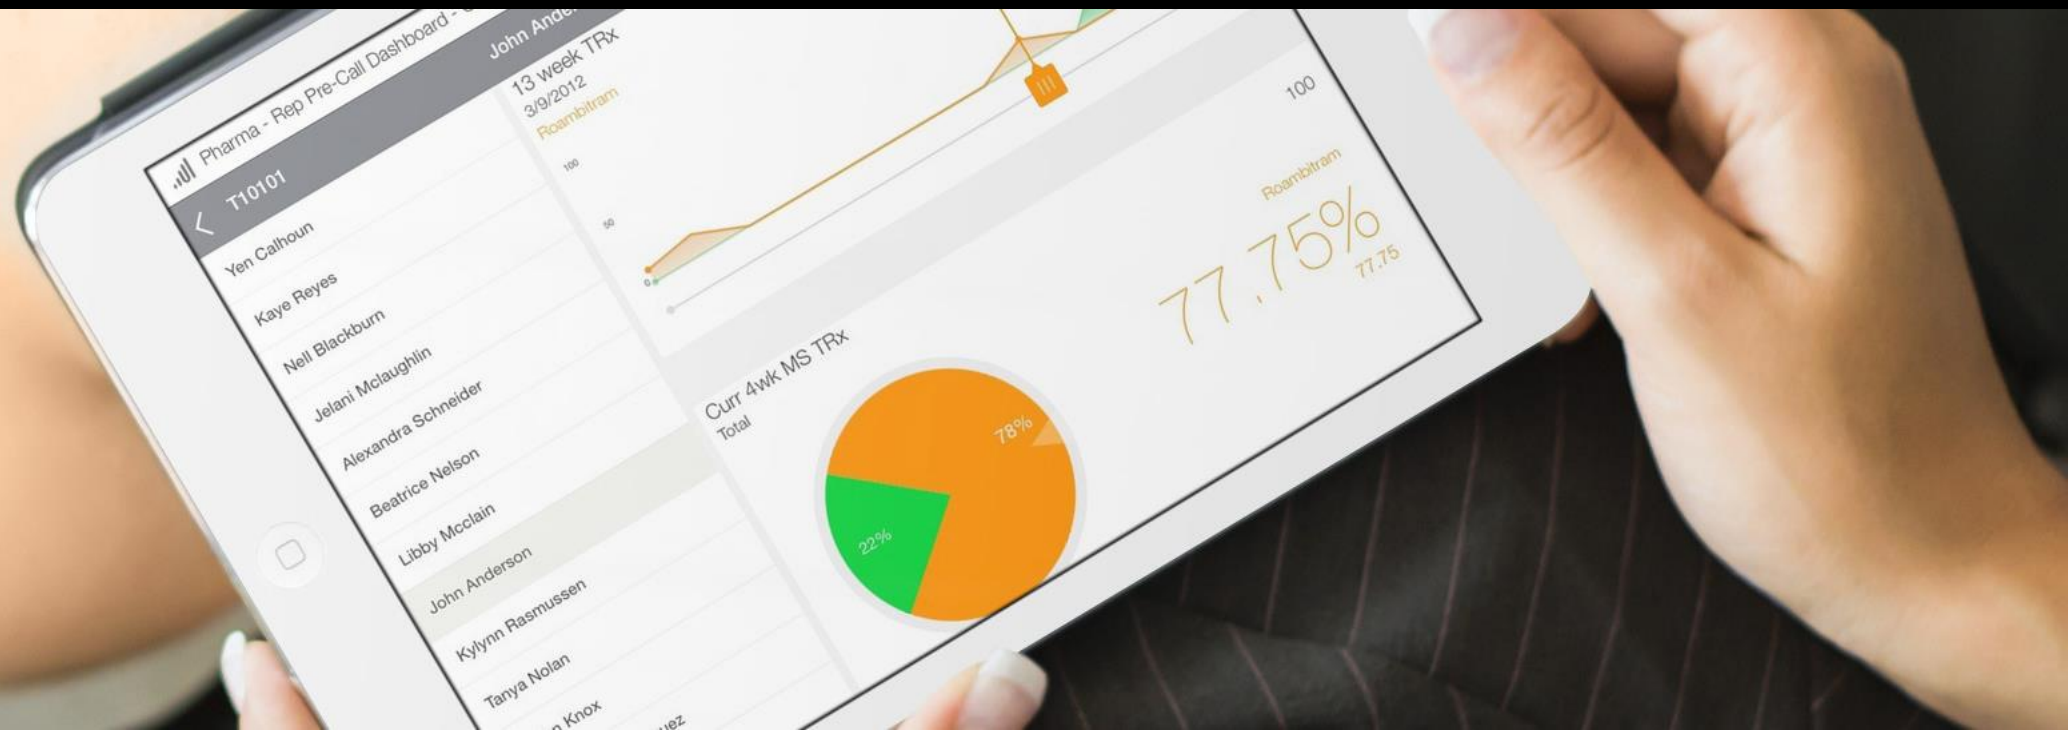 Pharma - Rep Pre-Call Dashboard -
T10101
John Ande
Yen Calhoun
Kaye Reyes
Nell Blackburn
Jelani Mclaughlin
Alexandra Schneider
Beatrice Nelson
Libby Mcclain
John Anderson
Kylynn Rasmussen
Tanya Nolan
Knox
uez
13 week TRx
3/9/2012
Roambitram
100
50
0
100
Curr 4wk MS TRx
Total
78%
22%
Roambitram
77.75%
77.75